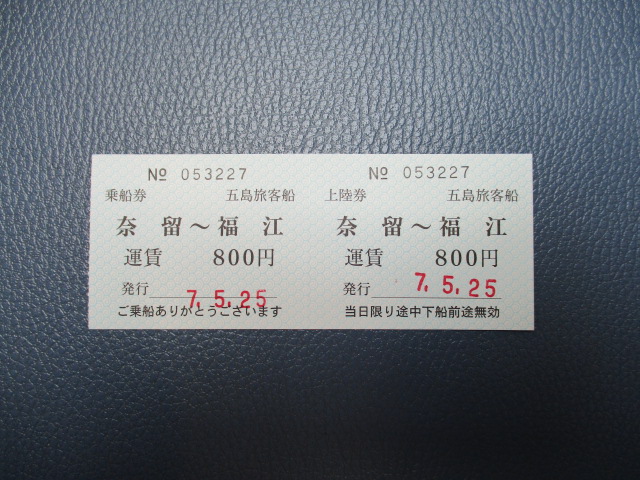 № 053227
乗船券 五島旅客船
奈留～福江
運賃 800円
発行 7.5.25
ご乗船ありがとうございます
№ 053227
上陸券 五島旅客船
奈留～福江
運賃 800円
発行 7.5.25
当日限り途中下船前途無効